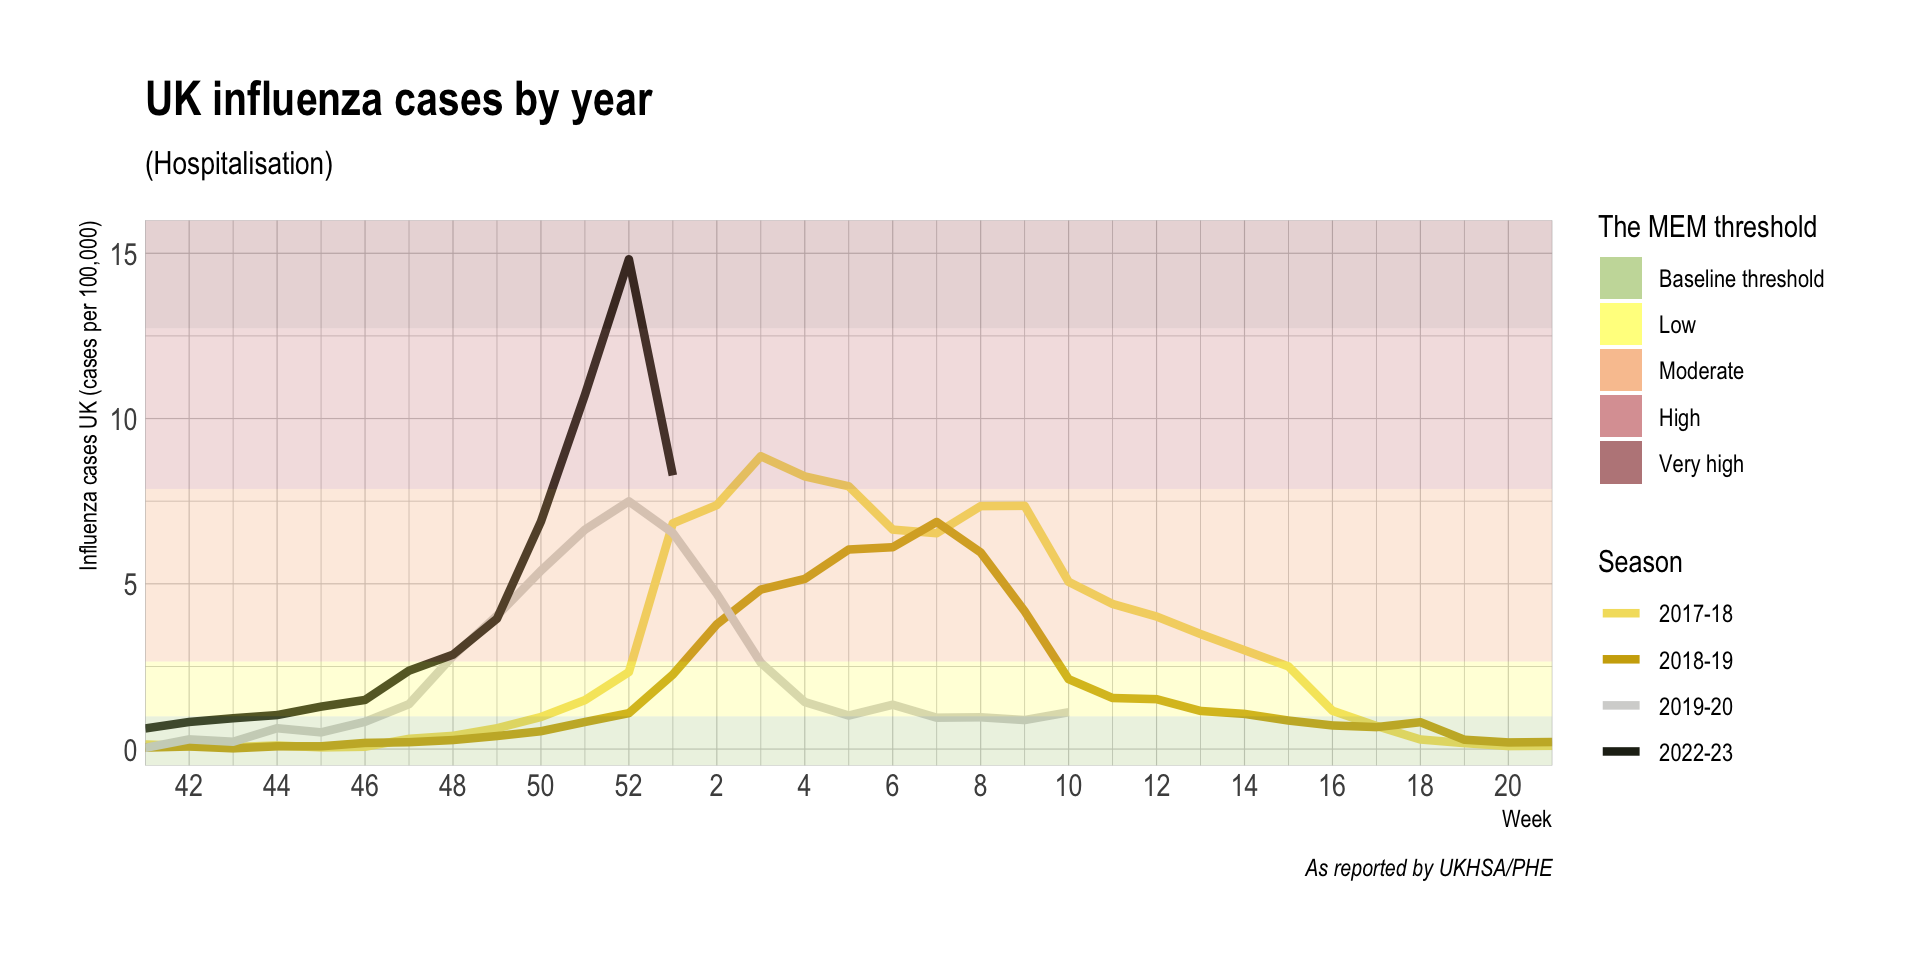 UK influenza cases by year
(Hospitalisation)
Influenza cases UK (cases per 100,000)
15
10
5
0
42 44 46 48 50 52 2 4 6 8 10 12 14 16 18 20
Week
As reported by UKHSA/PHE
The MEM threshold
Baseline threshold
Low
Moderate
High
Very high
Season
2017-18
2018-19
2019-20
2022-23